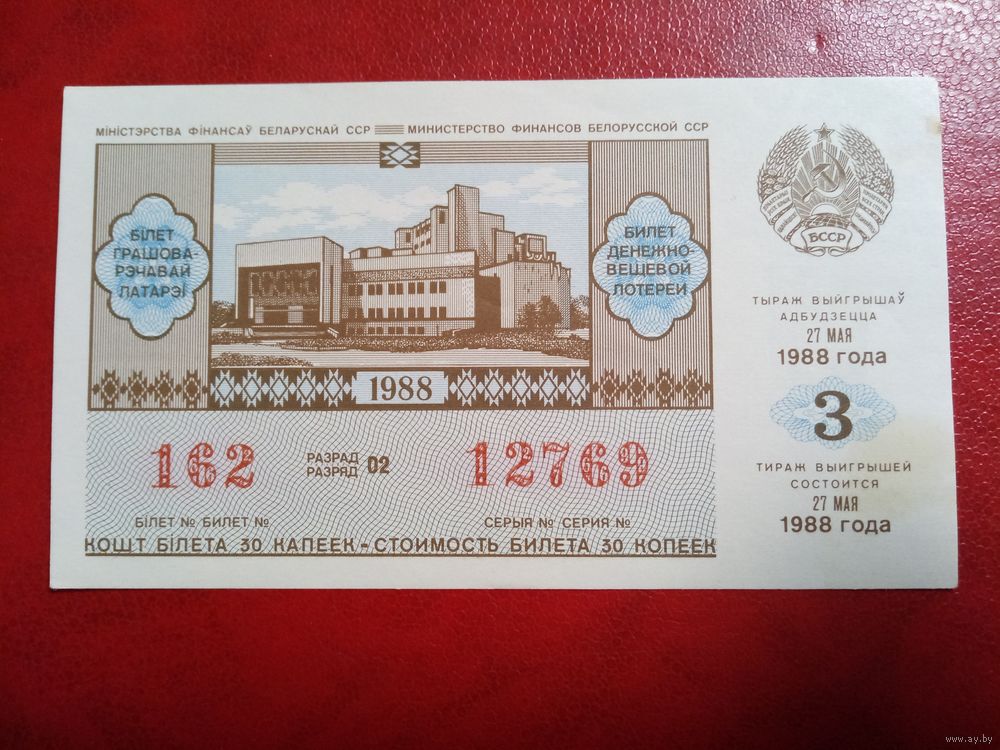 МІНІСТЭРСТВА ФІНАНСАЎ БЕЛАРУСКАЙ ССР
МИНИСТЕРСТВО ФИНАНСОВ БЕЛОРУССКОЙ ССР
БІЛЕТ
ГРАШОВА-
РЭЧАВАЙ
ЛАТАРЭІ
БИЛЕТ
ДЕНЕЖНО-
ВЕЩЕВОЙ
ЛОТЕРЕИ
1988
162
РАЗРАД
РАЗРЯД 02
12769
БІЛЕТ № БИЛЕТ №
СЕРЫЯ № СЕРИЯ №
КОШТ БІЛЕТА 30 КАПЕЕК - СТОИМОСТЬ БИЛЕТА 30 КОПЕЕК
БССР
ТЫРАЖ ВЫЙГРЫШАЎ
АДБУДЗЕЦЦА
27 МАЯ
1988 года
3
ТИРАЖ ВЫИГРЫШЕЙ
СОСТОИТСЯ
27 МАЯ
1988 года
www.ay.by